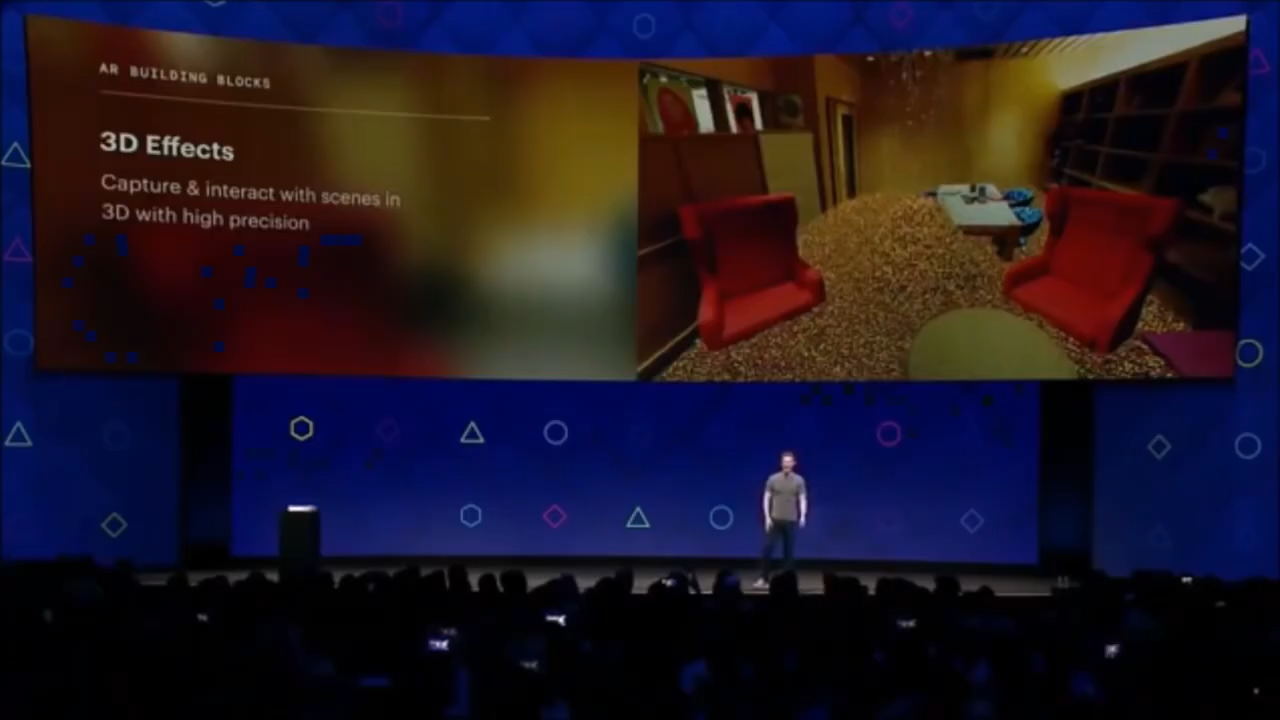 AR BUILDING BLOCKS
3D Effects
Capture & interact with scenes in
3D with high precision